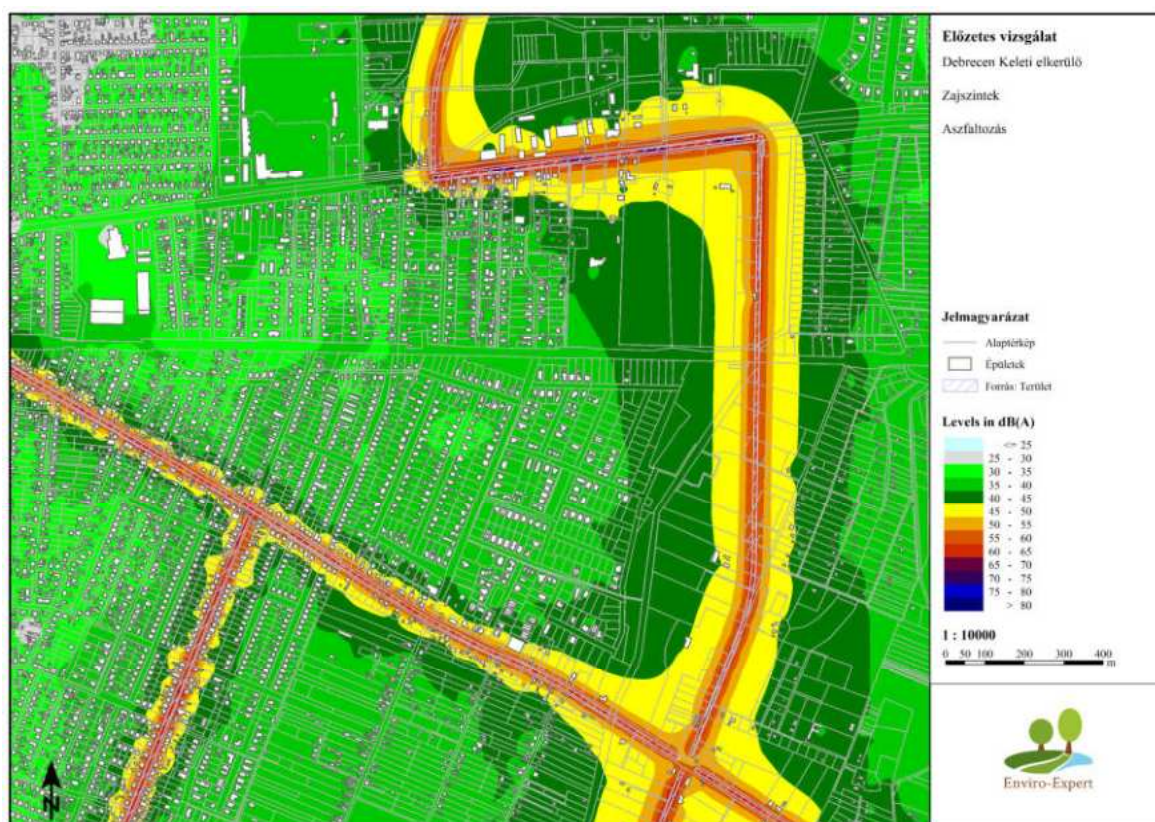 Előzetes vizsgálat
Debrecen Keleti elkerülő
Zajszintek
Aszfaltozás
Jelmagyarázat
Alaptérkép
Épületek
Forrás: Terület
Levels in dB(A)
<= 25
25 - 30
30 - 35
35 - 40
40 - 45
45 - 50
50 - 55
55 - 60
60 - 65
65 - 70
70 - 75
75 - 80
> 80
1 : 10000
0 50 100 200 300 400
m
Enviro-Expert
N